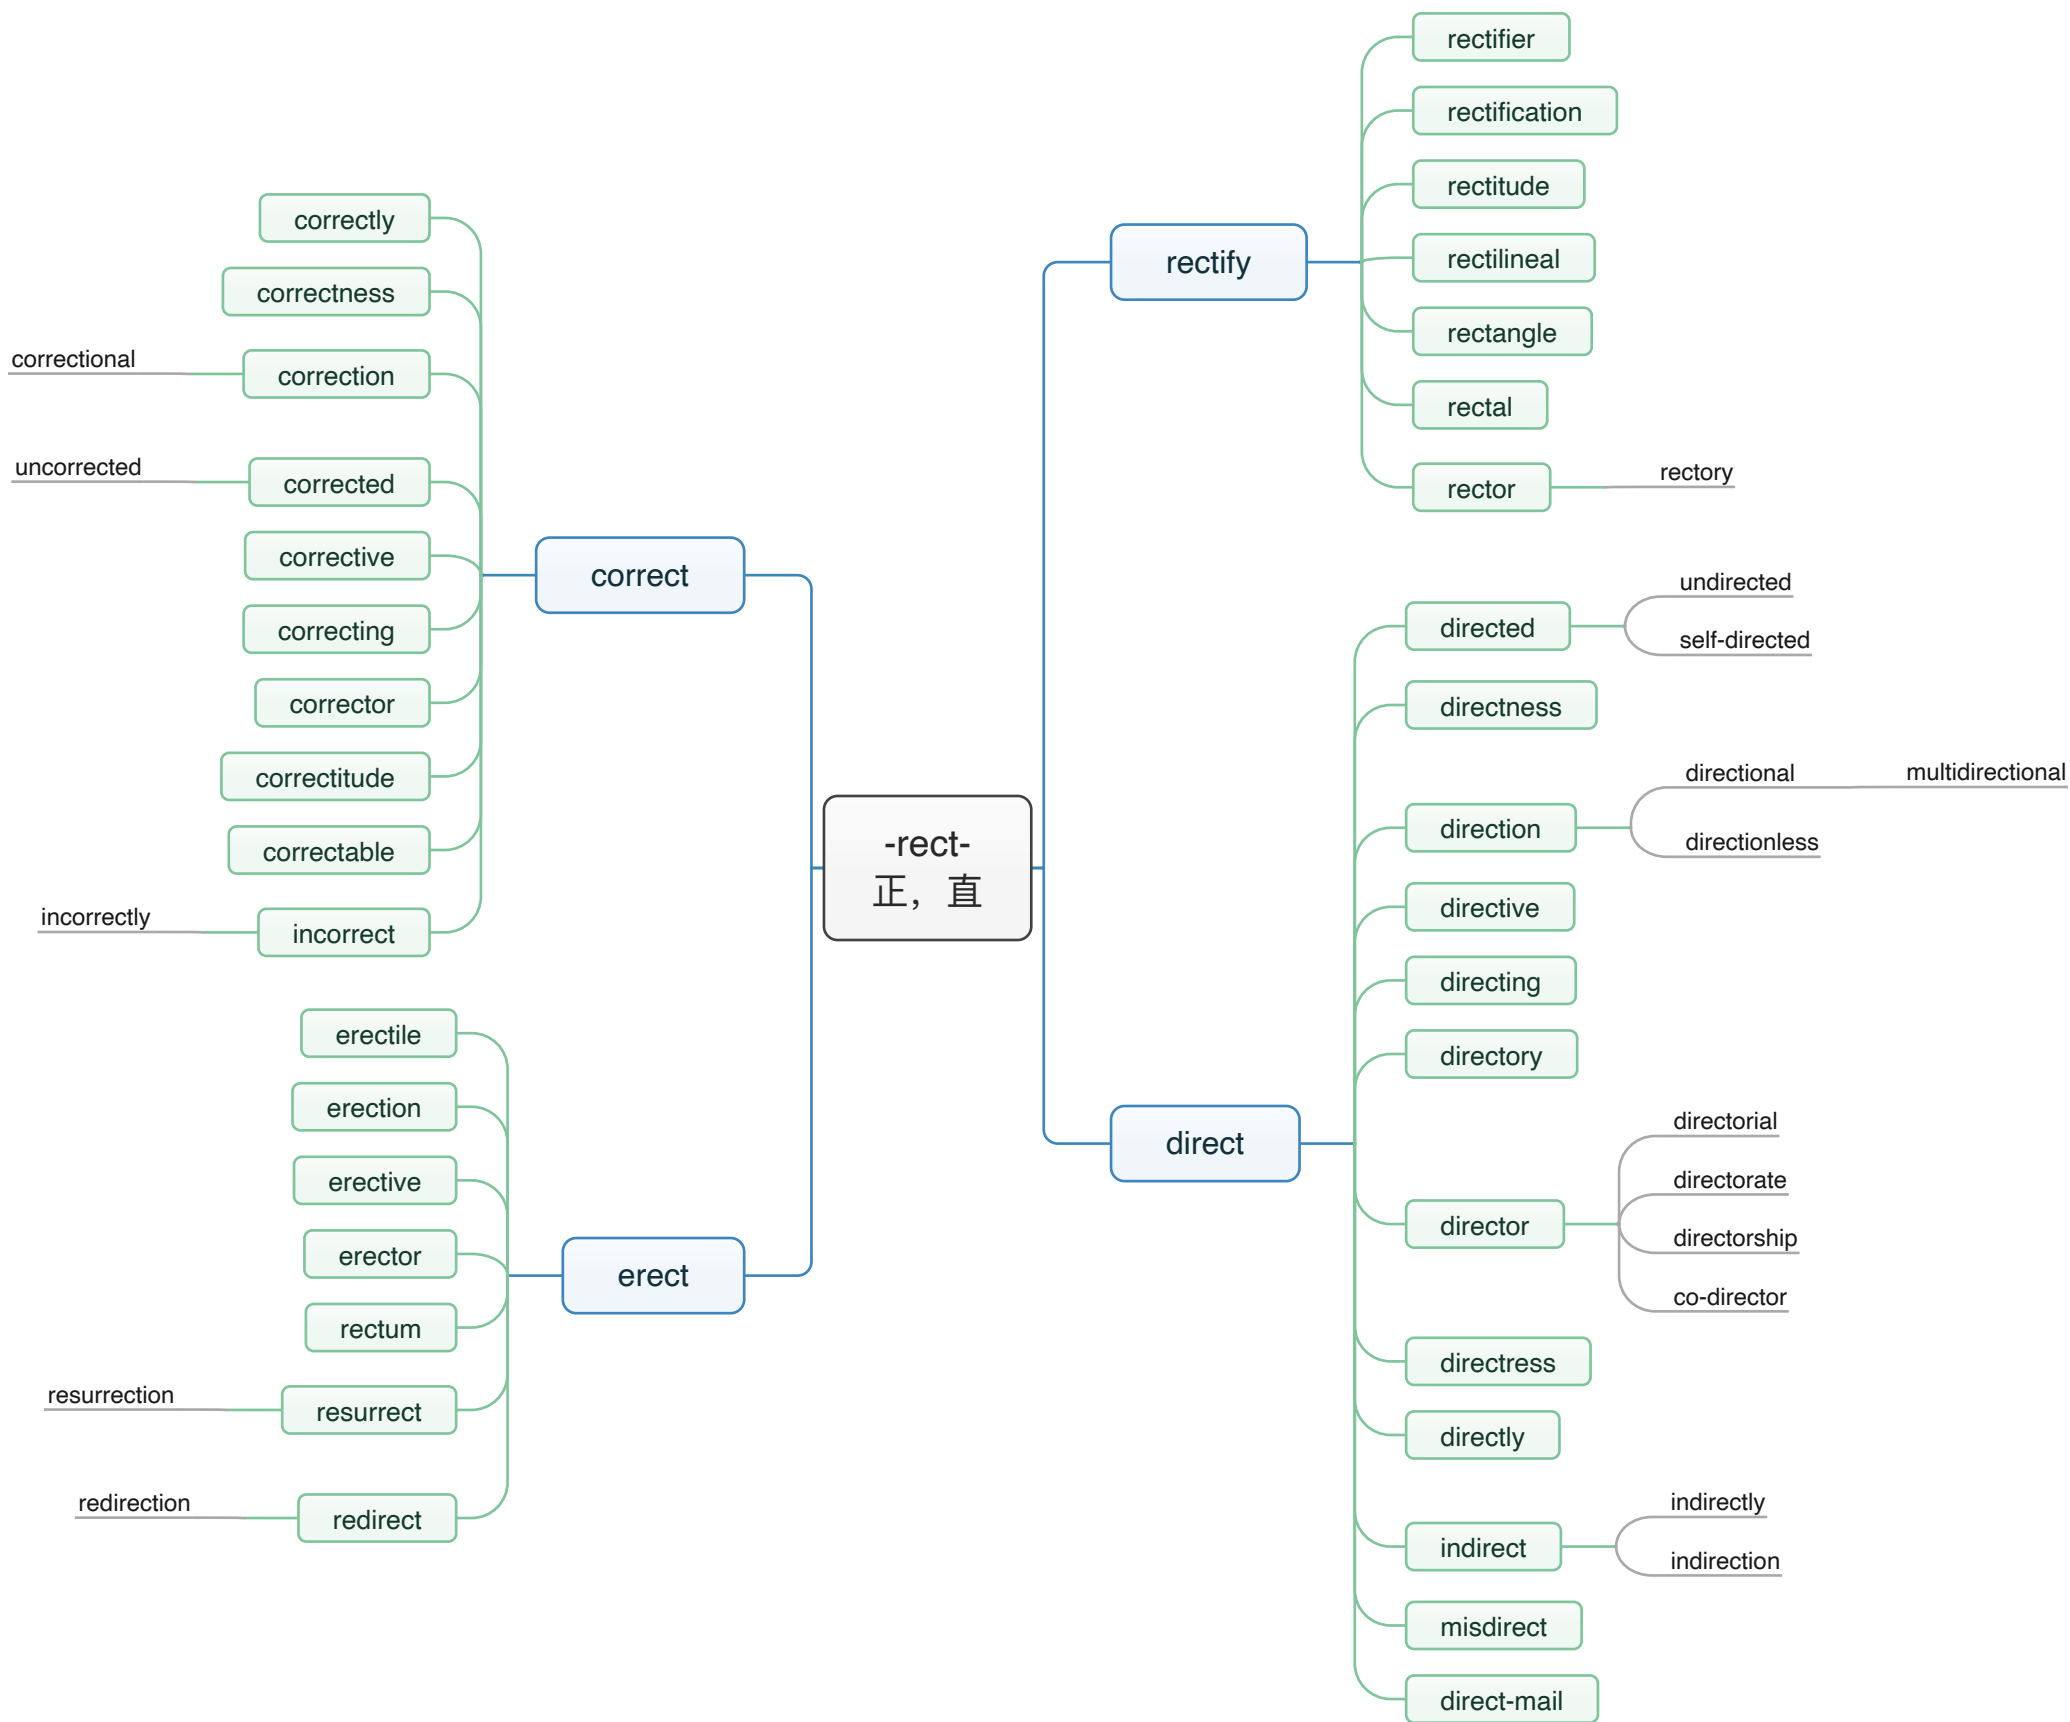 -rect-
正，直
rectify
rectifier
rectification
rectitude
rectilineal
rectangle
rectal
rector
rectory
direct
directed
undirected
self-directed
directness
direction
directional
multidirectional
directionless
directive
directing
directory
director
directorial
directorate
directorship
co-director
directress
directly
indirect
indirectly
indirection
misdirect
direct-mail
correct
correctly
correctness
correction
correctional
corrected
uncorrected
corrective
correcting
corrector
correctitude
correctable
incorrect
incorrectly
erect
erectile
erection
erective
erector
rectum
resurrect
resurrection
redirect
redirection